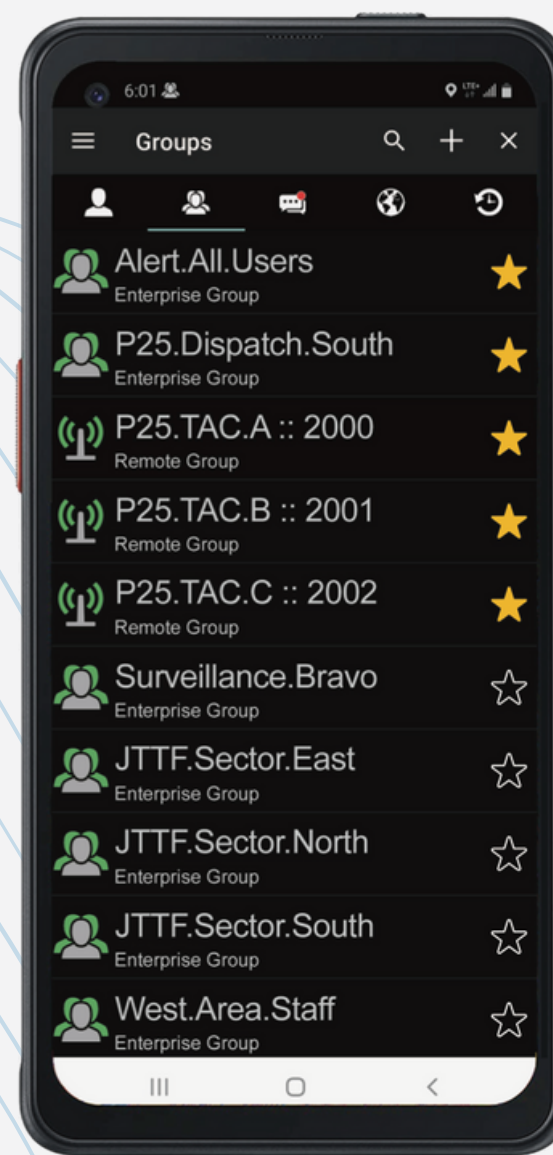 6:01
LTE+
Groups
Alert.All.Users
Enterprise Group
P25.Dispatch.South
Enterprise Group
P25.TAC.A :: 2000
Remote Group
P25.TAC.B :: 2001
Remote Group
P25.TAC.C :: 2002
Remote Group
Surveillance.Bravo
Enterprise Group
JTTF.Sector.East
Enterprise Group
JTTF.Sector.North
Enterprise Group
JTTF.Sector.South
Enterprise Group
West.Area.Staff
Enterprise Group